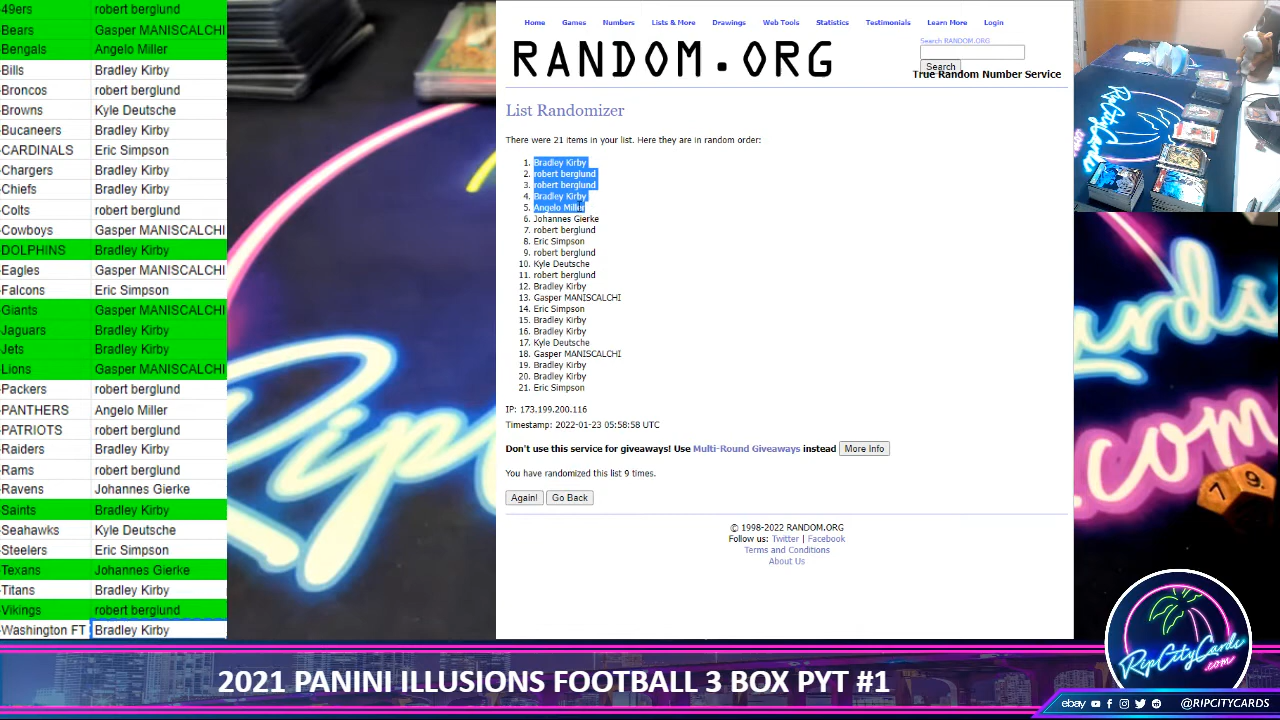 -49ers robert berglund
-Bears Gasper MANISCALCHI
-Bengals Angelo Miller
-Bills Bradley Kirby
-Broncos robert berglund
-Browns Kyle Deutsche
-Bucaneers Bradley Kirby
-CARDINALS Eric Simpson
-Chargers Bradley Kirby
-Chiefs Bradley Kirby
-Colts robert berglund
-Cowboys Gasper MANISCALCHI
-DOLPHINS Bradley Kirby
-Eagles Gasper MANISCALCHI
-Falcons Eric Simpson
-Giants Gasper MANISCALCHI
-Jaguars Bradley Kirby
-Jets Bradley Kirby
-Lions Gasper MANISCALCHI
-Packers robert berglund
-PANTHERS Angelo Miller
-PATRIOTS robert berglund
-Raiders Bradley Kirby
-Rams robert berglund
-Ravens Johannes Gierke
-Saints Bradley Kirby
-Seahawks Kyle Deutsche
-Steelers Eric Simpson
-Texans Johannes Gierke
-Titans Bradley Kirby
-Vikings robert berglund
-Washington FT Bradley Kirby
Home Games Numbers Lists & More Drawings Web Tools Statistics Testimonials Learn More Login
Search RANDOM.ORG
RANDOM.ORG
Search
True Random Number Service
List Randomizer
There were 21 items in your list. Here they are in random order:
1. Bradley Kirby
2. robert berglund
3. robert berglund
4. Bradley Kirby
5. Angelo Miller
6. Johannes Gierke
7. robert berglund
8. Eric Simpson
9. robert berglund
10. Kyle Deutsche
11. robert berglund
12. Bradley Kirby
13. Gasper MANISCALCHI
14. Eric Simpson
15. Bradley Kirby
16. Bradley Kirby
17. Kyle Deutsche
18. Gasper MANISCALCHI
19. Bradley Kirby
20. Bradley Kirby
21. Eric Simpson
IP: 173.199.200.116
Timestamp: 2022-01-23 05:58:58 UTC
Don't use this service for giveaways! Use Multi-Round Giveaways instead More Info
You have randomized this list 9 times.
Again! Go Back
© 1998-2022 RANDOM.ORG
Follow us: Twitter | Facebook
Terms and Conditions
About Us
.com
7 9
RipCityCards
.com
2021 PANINI ILLUSIONS FOOTBALL 3 BOX PYT #1
ebay @RIPCITYCARDS